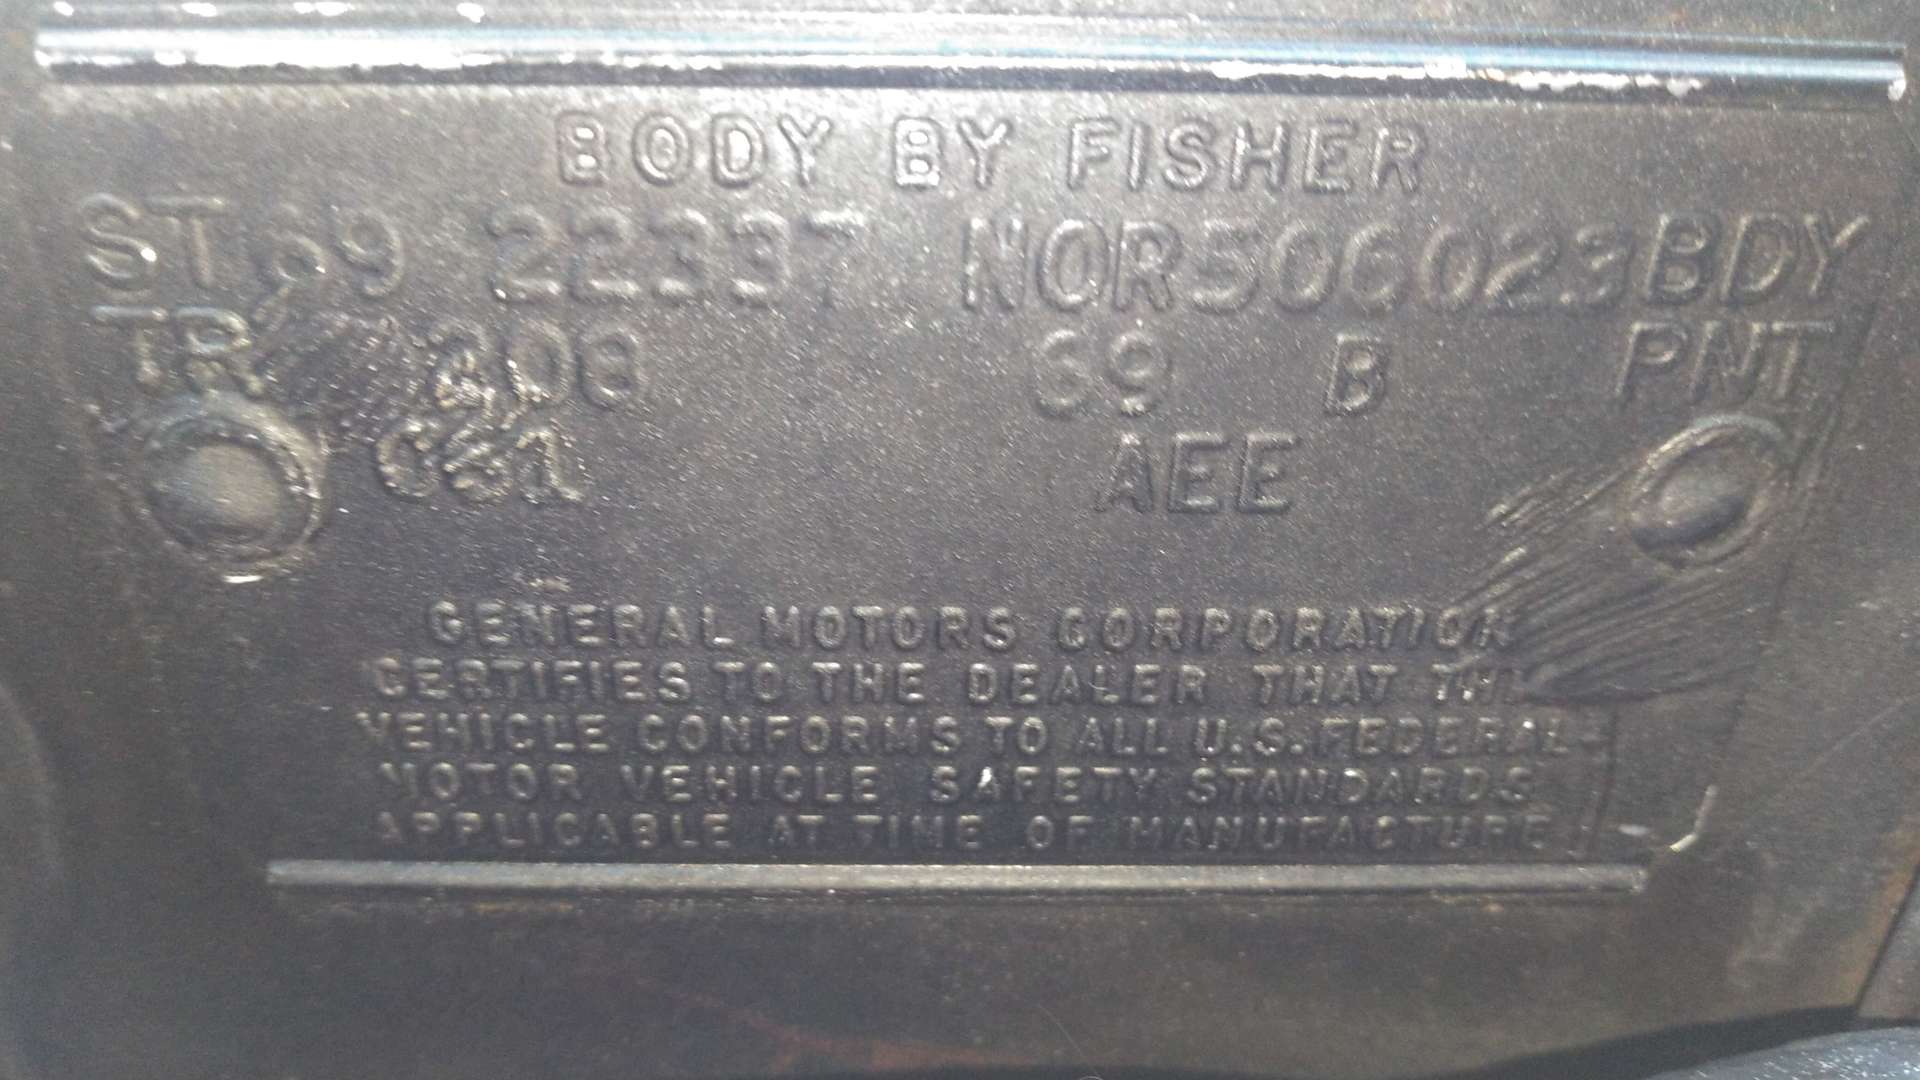 BODY BY FISHER
ST 69 22337 NOR506023 BDY
TR 208 69 B PNT
AEE
GENERAL MOTORS CORPORATION
CERTIFIES TO THE DEALER THAT
VEHICLE CONFORMS TO ALL U.S. FEDERAL
MOTOR VEHICLE SAFETY STANDARDS
APPLICABLE AT TIME OF MANUFACTURE